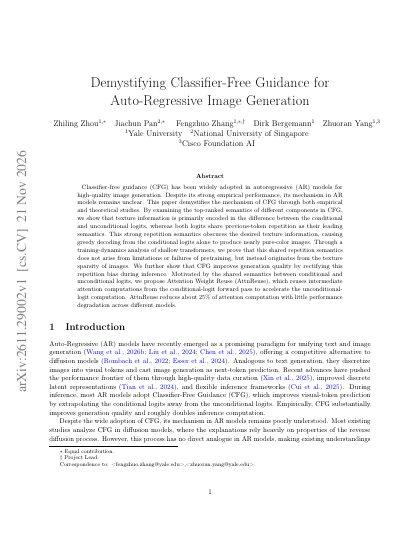 Demystifying Classifier-Free Guidance for
Auto-Regressive Image Generation
Zhiling Zhou1,* Jiachun Pan2,* Fengzhuo Zhang1,*,† Dirk Bergemann1 Zhuoran Yang1,3
1Yale University 2National University of Singapore
3Cisco Foundation AI
arXiv:2611.29002v1 [cs.CV] 21 Nov 2026
Abstract
Classifier-free guidance (CFG) has been widely adopted in autoregressive (AR) models for
high-quality image generation. Despite its strong empirical performance, its mechanism in AR
models remains unclear. This paper demystifies the mechanism of CFG through both empirical
and theoretical studies. By examining the top-ranked semantics of different components in CFG,
we show that texture information is primarily encoded in the difference between the conditional
and unconditional logits, whereas both logits share previous-token repetition as their leading
semantics. This strong repetition semantics obscures the desired texture information, causing
greedy decoding from the conditional logits alone to produce nearly pure-color images. Through a
training-dynamics analysis of shallow transformers, we prove that this shared repetition semantics
does not arise from limitations or failures of pretraining, but instead originates from the texture
sparsity of images. We further show that CFG improves generation quality by rectifying this
repetition bias during inference. Motivated by the shared semantics between conditional and
unconditional logits, we propose Attention Weight Reuse (AttnReuse), which reuses intermediate
attention computations from the conditional-logit forward pass to accelerate the unconditional-
logit computation. AttnReuse reduces about 25% of attention computation with little performance
degradation across different models.
1 Introduction
Auto-Regressive (AR) models have recently emerged as a promising paradigm for unifying text and image
generation (Wang et al., 2026b; Liu et al., 2024; Chen et al., 2025), offering a competitive alternative to
diffusion models (Rombach et al., 2022; Esser et al., 2024). Analogous to text generation, they discretize
images into visual tokens and cast image generation as next-token prediction. Recent advances have pushed
the performance frontier of them through high-quality data curation (Xin et al., 2025), improved discrete
latent representations (Tian et al., 2024), and flexible inference frameworks (Cui et al., 2025). During
inference, most AR models adopt Classifier-Free Guidance (CFG), which improves visual-token prediction
by extrapolating the conditional logits away from the unconditional logits. Empirically, CFG substantially
improves generation quality and roughly doubles inference computation.
Despite the wide adoption of CFG, its mechanism in AR models remains poorly understood. Most existing
studies analyze CFG in diffusion models, where the explanations rely heavily on properties of the reverse
diffusion process. However, this process has no direct analogue in AR models, making existing understandings
* Equal contribution.
† Project Lead.
Correspondence to: <fengzhuo.zhang@yale.edu>,<zhuoran.yang@yale.edu>
1